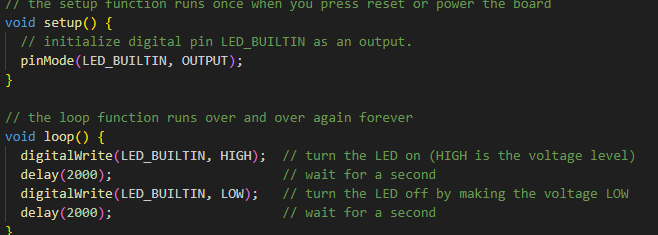 // the setup function runs once when you press reset or power the board
void setup() {
// initialize digital pin LED_BUILTIN as an output.
pinMode(LED_BUILTIN, OUTPUT);
}
// the loop function runs over and over again forever
void loop() {
digitalWrite(LED_BUILTIN, HIGH); // turn the LED on (HIGH is the voltage level)
delay(2000); // wait for a second
digitalWrite(LED_BUILTIN, LOW); // turn the LED off by making the voltage LOW
delay(2000); // wait for a second
}